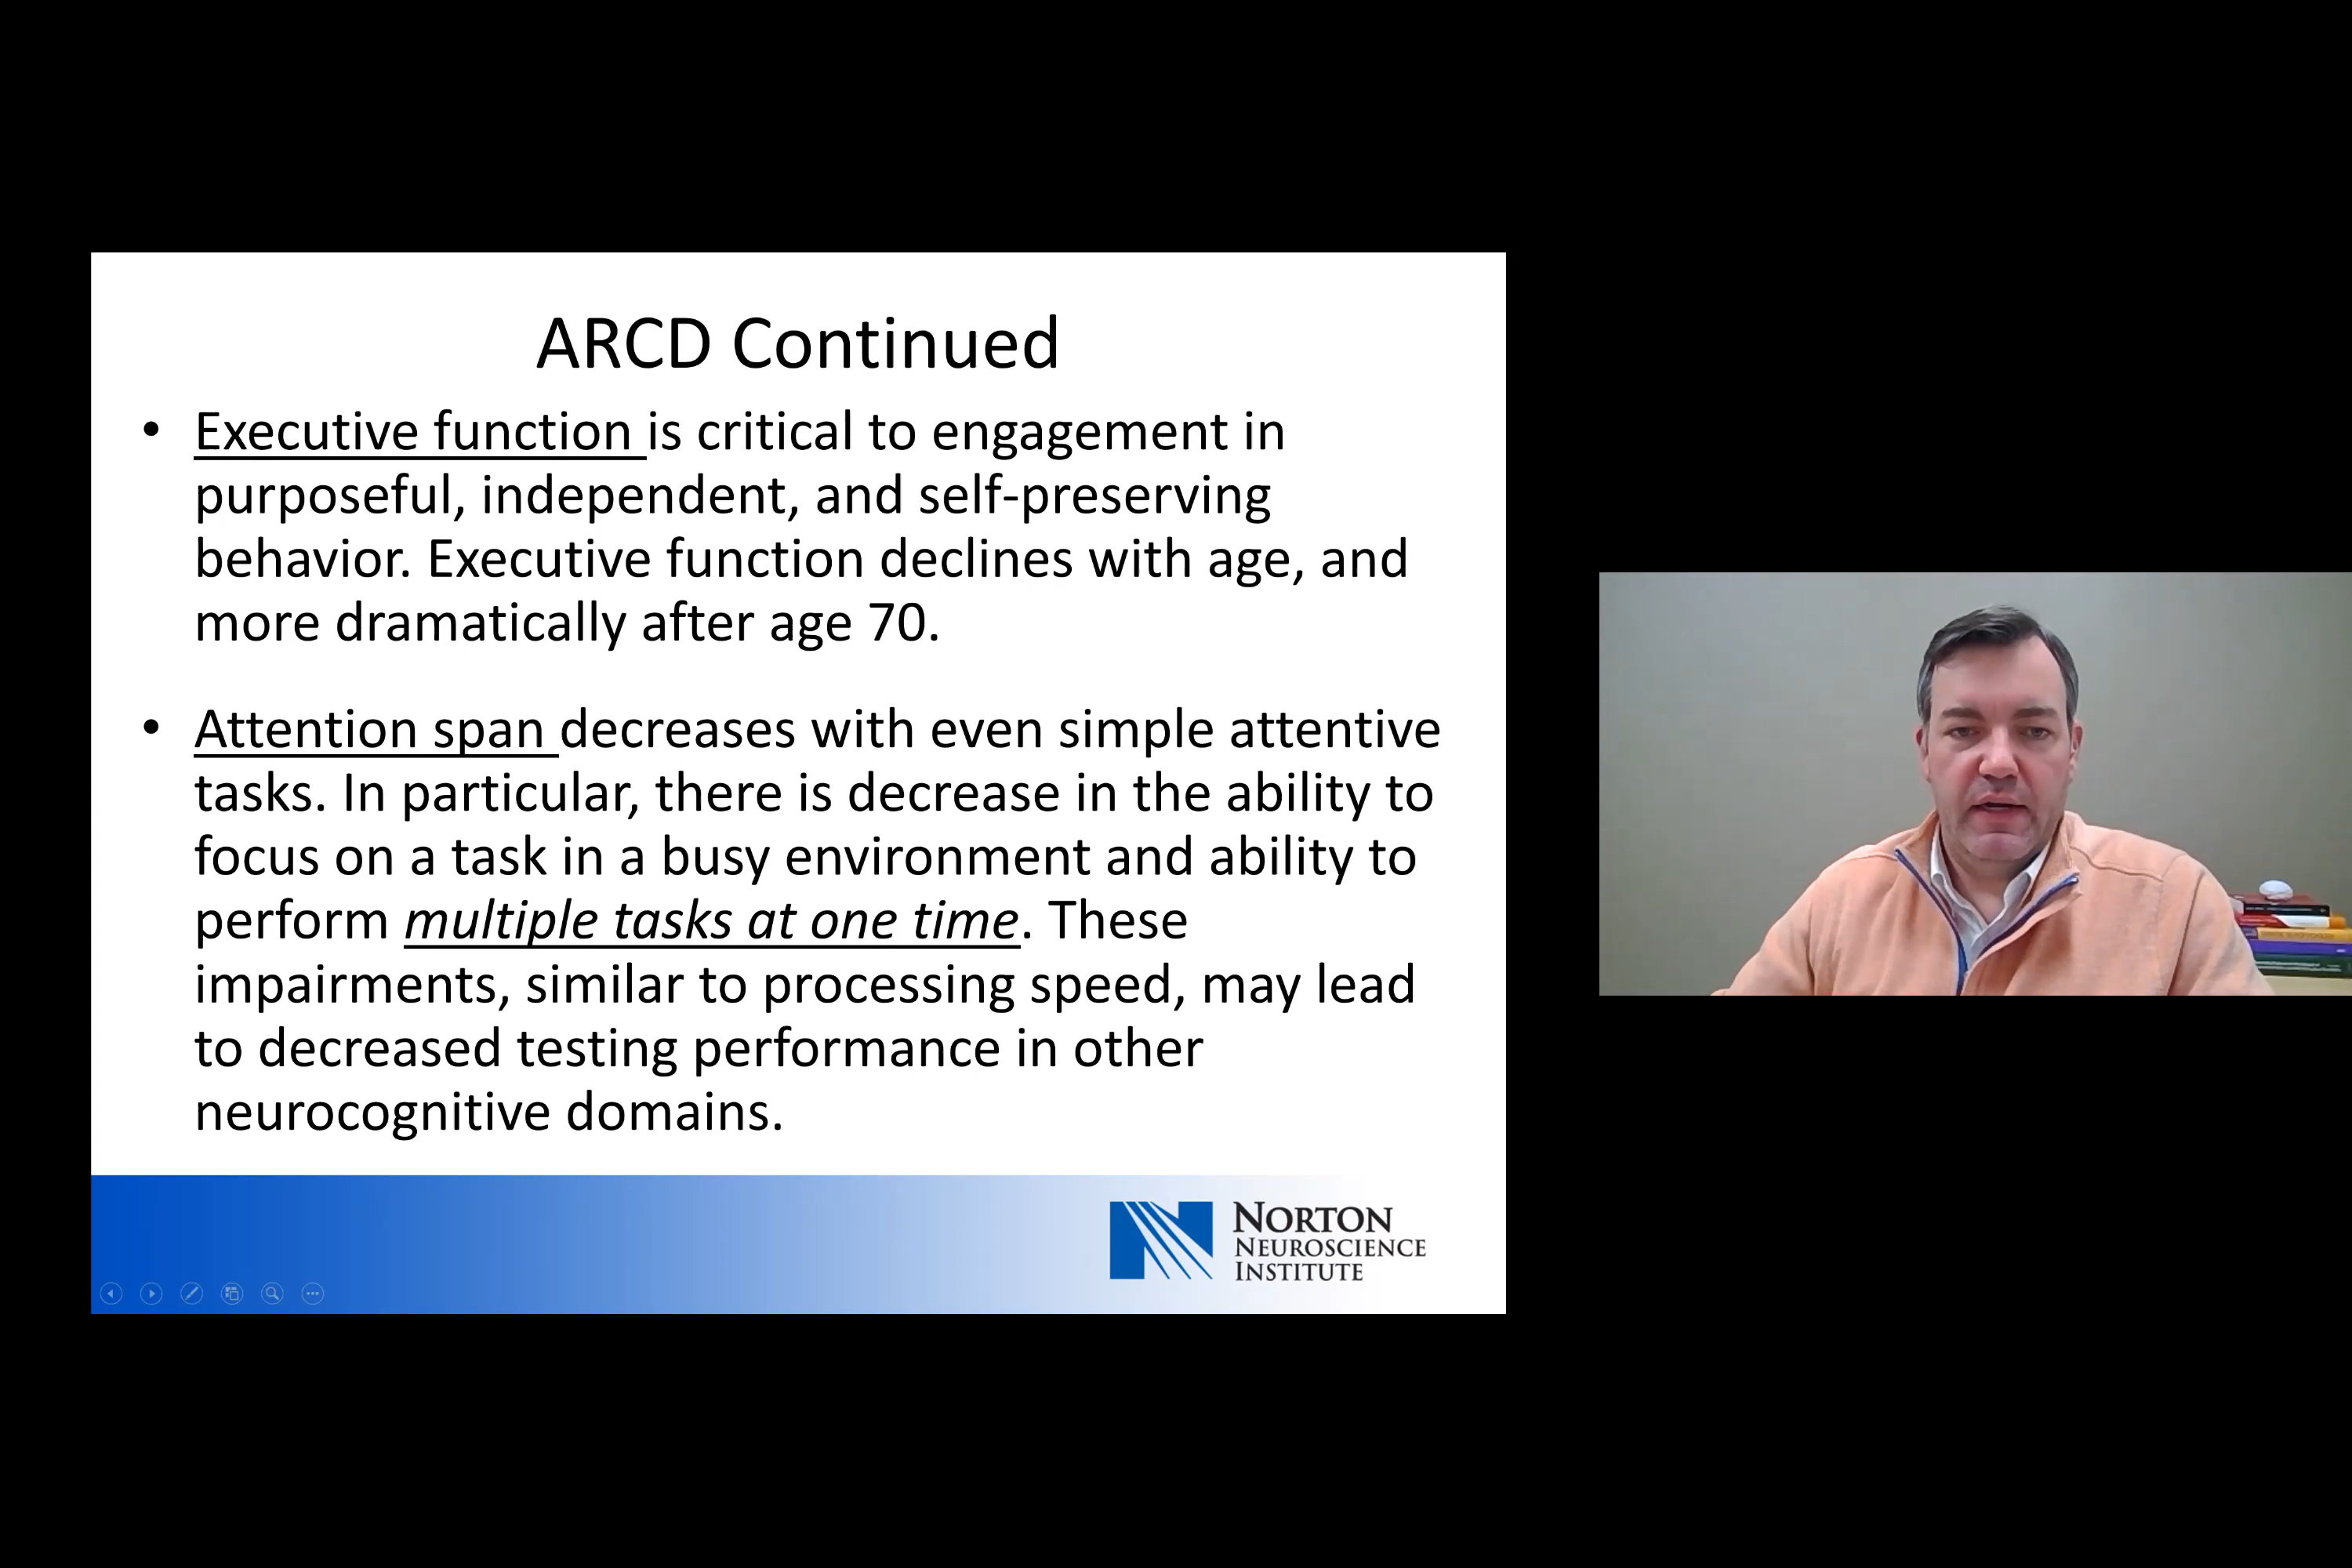 ARCD Continued
• Executive function is critical to engagement in
purposeful, independent, and self-preserving
behavior. Executive function declines with age, and
more dramatically after age 70.
• Attention span decreases with even simple attentive
tasks. In particular, there is decrease in the ability to
focus on a task in a busy environment and ability to
perform multiple tasks at one time. These
impairments, similar to processing speed, may lead
to decreased testing performance in other
neurocognitive domains.
NORTON
NEUROSCIENCE
INSTITUTE